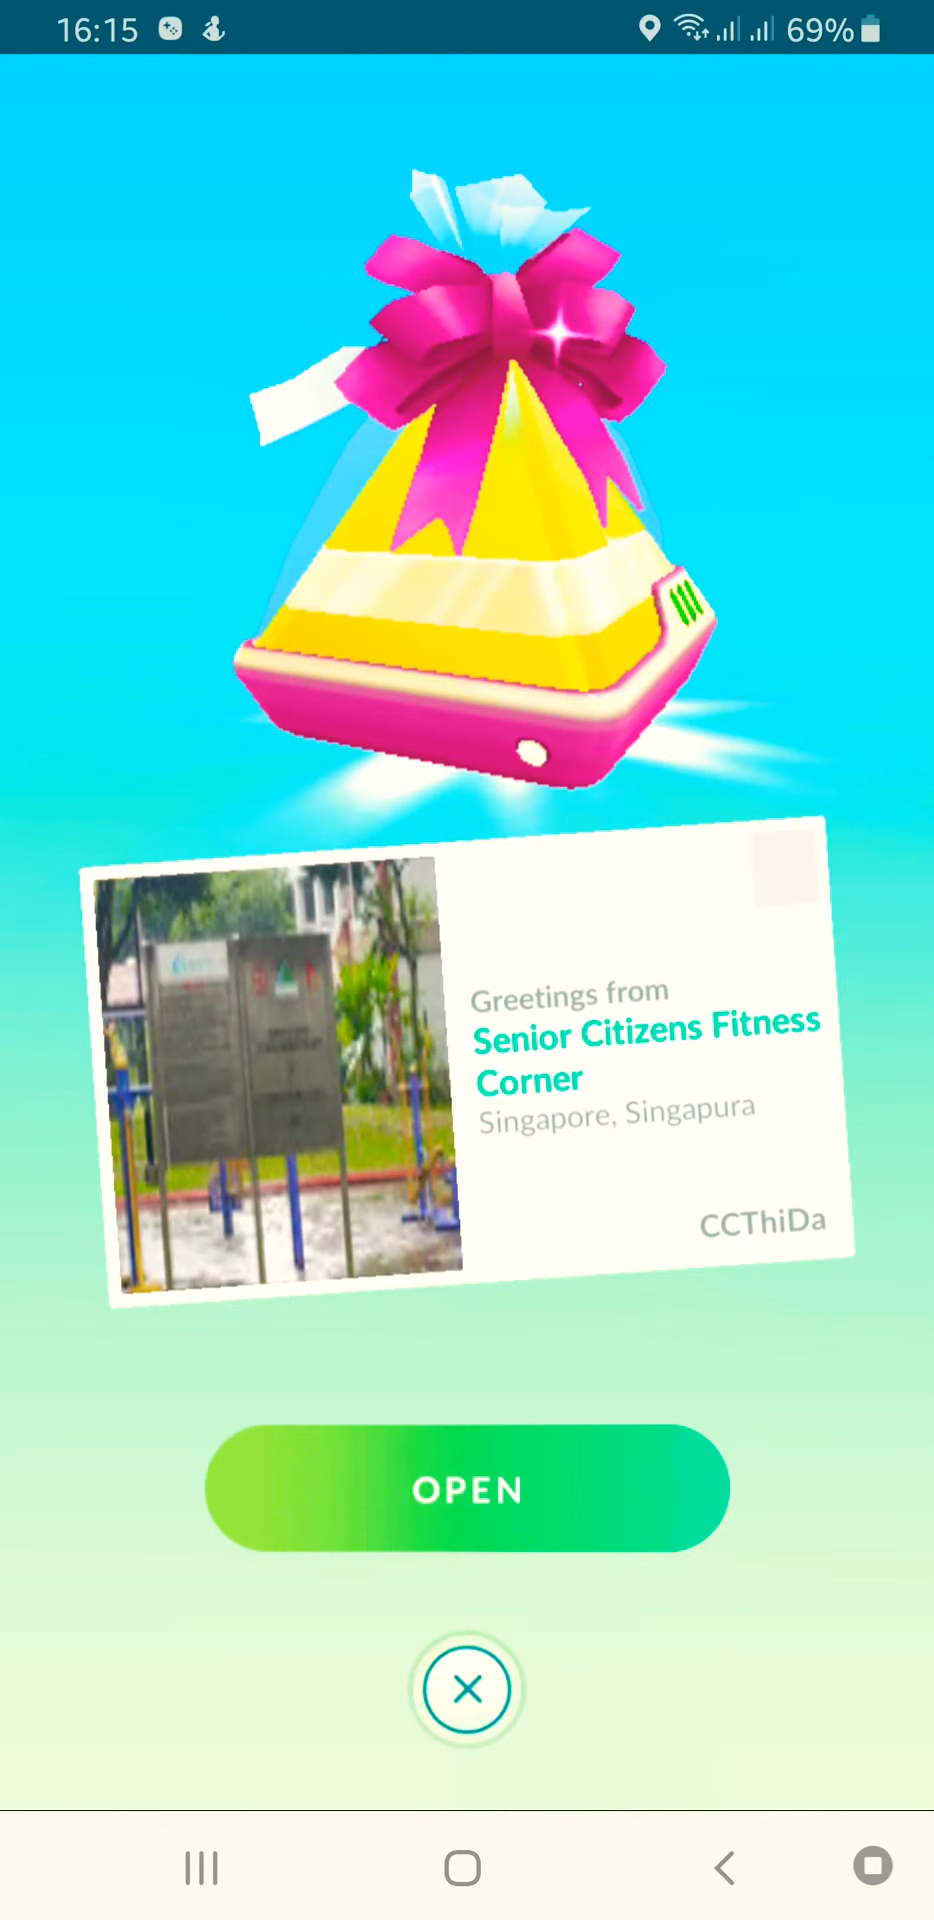 16:15
69%
Greetings from
Senior Citizens Fitness
Corner
Singapore, Singapura
CCThiDa
OPEN